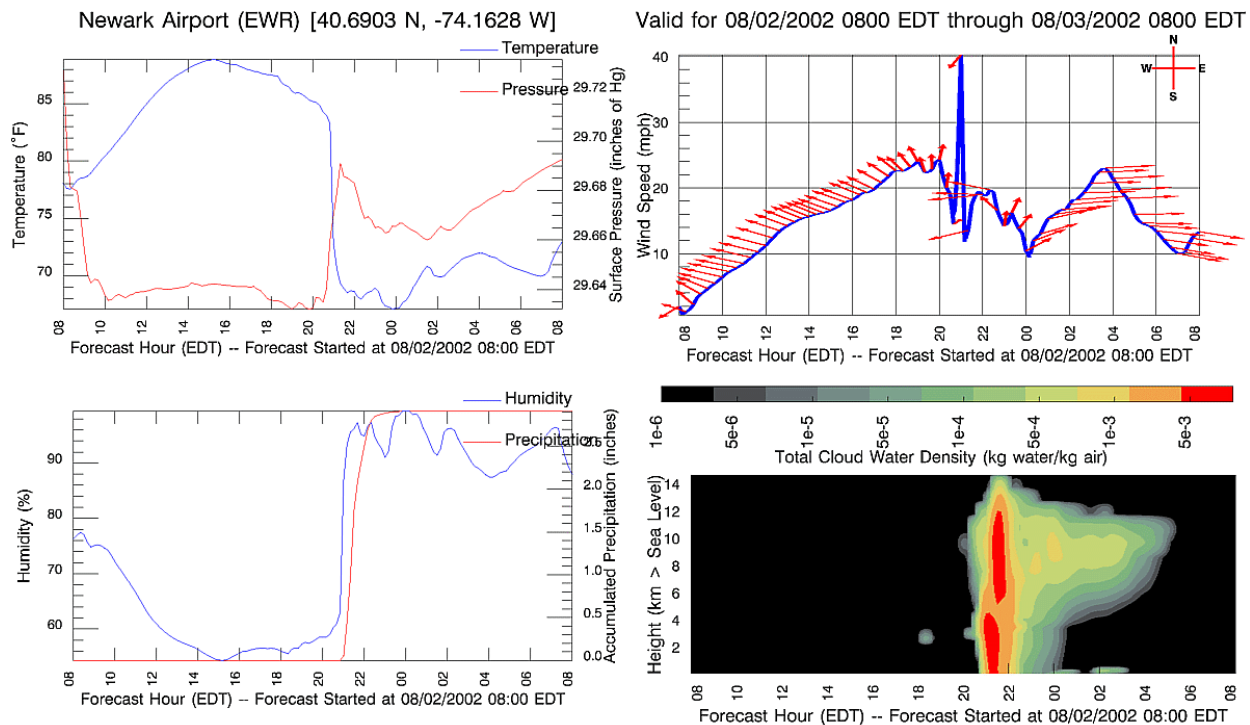 Newark Airport (EWR) [40.6903 N, -74.1628 W]
Temperature
Pressure
85
80
75
70
Temperature (°F)
29.72
29.70
29.68
29.66
29.64
Surface Pressure (inches of Hg)
08 10 12 14 16 18 20 22 00 02 04 06 08
Forecast Hour (EDT) -- Forecast Started at 08/02/2002 08:00 EDT
Valid for 08/02/2002 0800 EDT through 08/03/2002 0800 EDT
N
W E
S
40
30
20
10
Wind Speed (mph)
08 10 12 14 16 18 20 22 00 02 04 06 08
Forecast Hour (EDT) -- Forecast Started at 08/02/2002 08:00 EDT
Humidity
Precipitation
90
80
70
60
Humidity (%)
2.5
2.0
1.5
1.0
0.5
0.0
Accumulated Precipitation (inches)
08 10 12 14 16 18 20 22 00 02 04 06 08
Forecast Hour (EDT) -- Forecast Started at 08/02/2002 08:00 EDT
1e-6 5e-6 1e-5 5e-5 1e-4 5e-4 1e-3 5e-3
Total Cloud Water Density (kg water/kg air)
14
12
10
8
6
4
2
Height (km > Sea Level)
08 10 12 14 16 18 20 22 00 02 04 06 08
Forecast Hour (EDT) -- Forecast Started at 08/02/2002 08:00 EDT